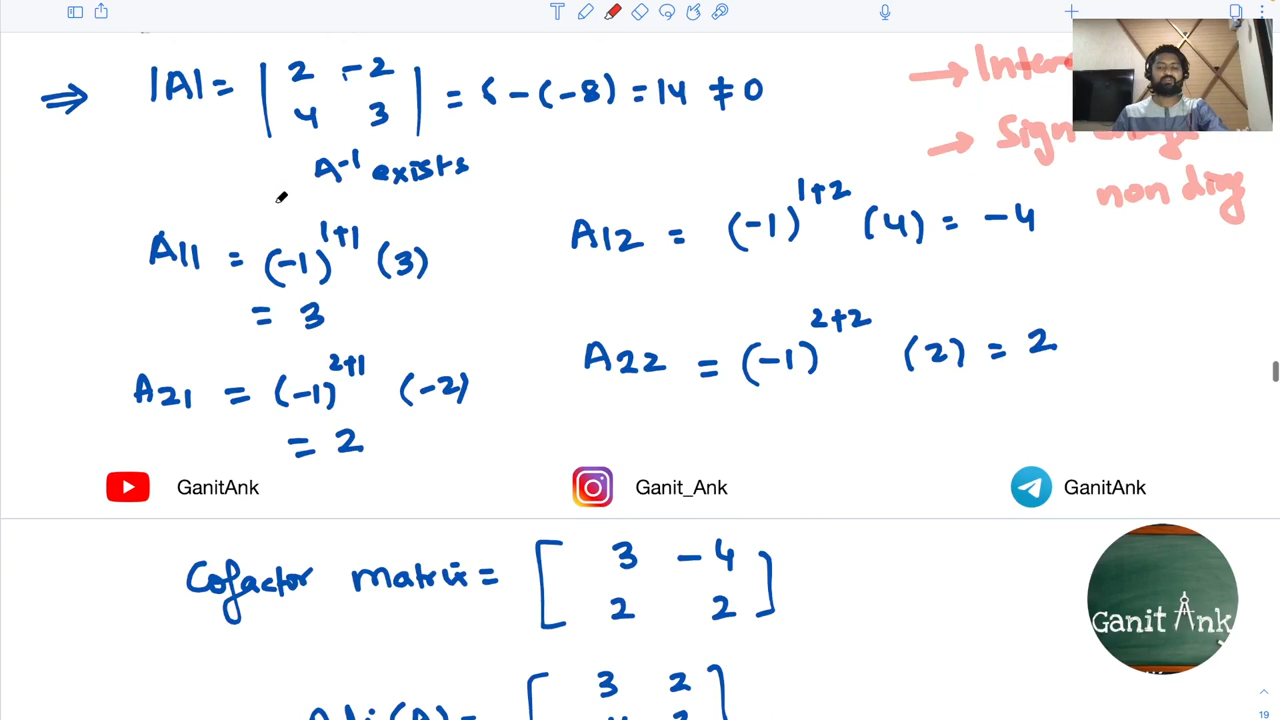 ⇒ |A| = | 2 -2 | = 6 - (-8) = 14 ≠ 0
| 4 3 |
A⁻¹ exists
→ Sign
non diag
A11 = (-1)^1+1 (3)
= 3
A12 = (-1)^1+2 (4) = -4
A21 = (-1)^2+1 (-2)
= 2
A22 = (-1)^2+2 (2) = 2
GanitAnk
Ganit_Ank
GanitAnk
Cofactor matrix = [ 3 -4 ]
[ 2 2 ]
Ganit Ank
Adj(A) = [ 3 2 ]
19